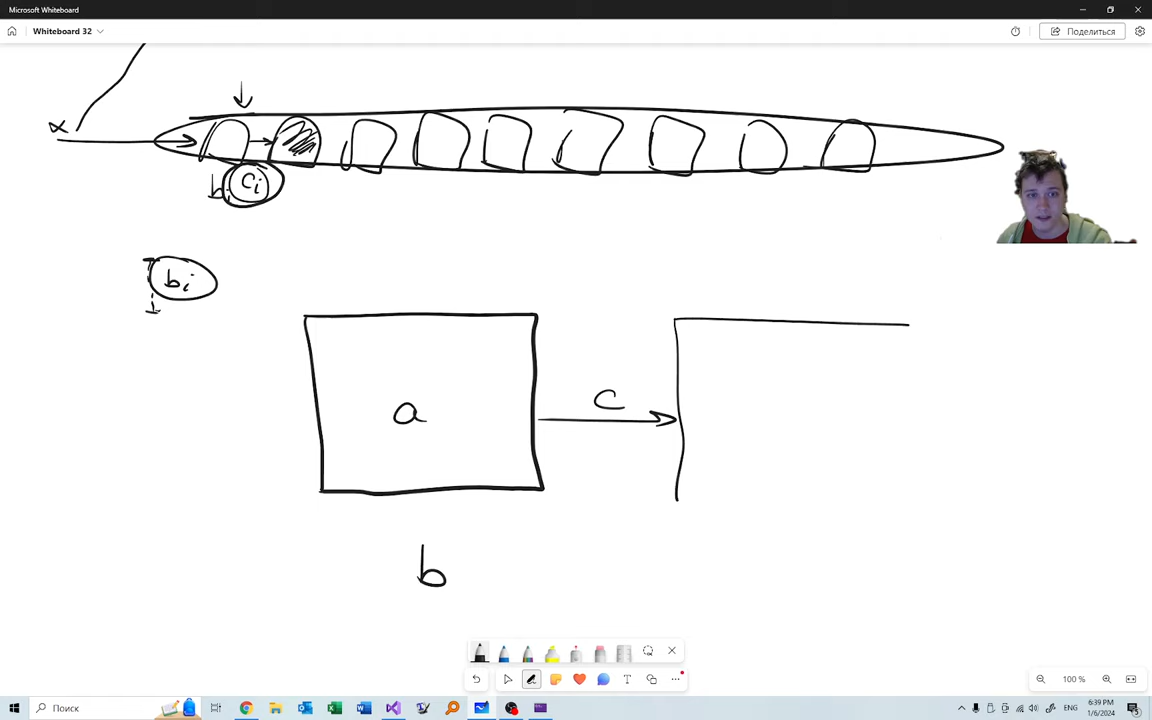 Microsoft Whiteboard
Whiteboard 32
Поделиться
α
b
ci
bi
a
c
b
100 %
Поиск
ENG
6:39 PM
1/6/2024